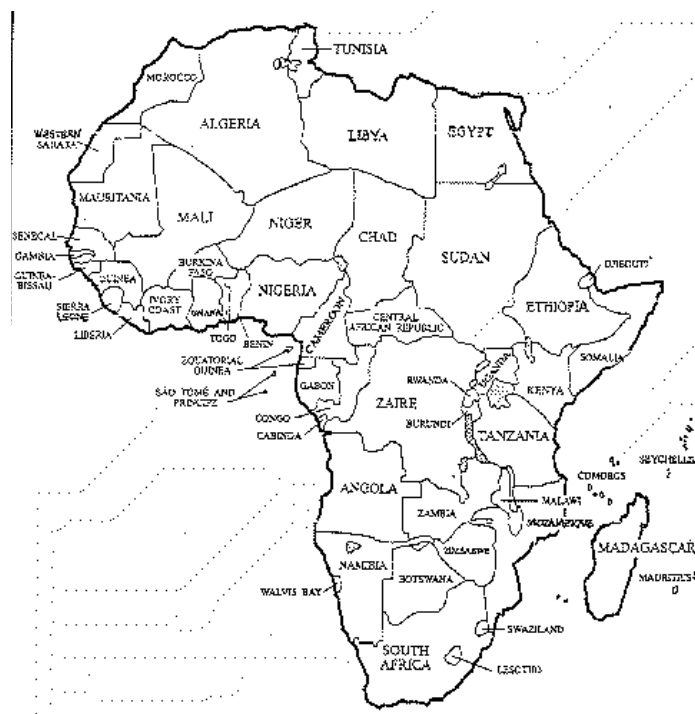 TUNISIA
MOROCCO
ALGERIA
LIBYA
EGYPT
WESTERN
SAHARA
MAURITANIA
MALI
NIGER
CHAD
SUDAN
SENEGAL
GAMBIA
GUINEA-
BISSAU
GUINEA
BURKINA
FASO
NIGERIA
DJIBOUTI
ETHIOPIA
SIERRA
LEONE
IVORY
COAST
GHANA
LIBERIA
TOGO
BENIN
CAMEROON
CENTRAL
AFRICAN REPUBLIC
SOMALIA
EQUATORIAL
GUINEA
SÃO TOMÉ AND
PRINCIPE
GABON
CONGO
CABINDA
ZAIRE
RWANDA
UGANDA
BURUNDI
KENYA
TANZANIA
SEYCHELLES
COMOROS
ANGOLA
ZAMBIA
MALAWI
MOZAMBIQUE
MADAGASCAR
MAURITIUS
ZIMBABWE
NAMIBIA
BOTSWANA
WALVIS BAY
SWAZILAND
SOUTH
AFRICA
LESOTHO